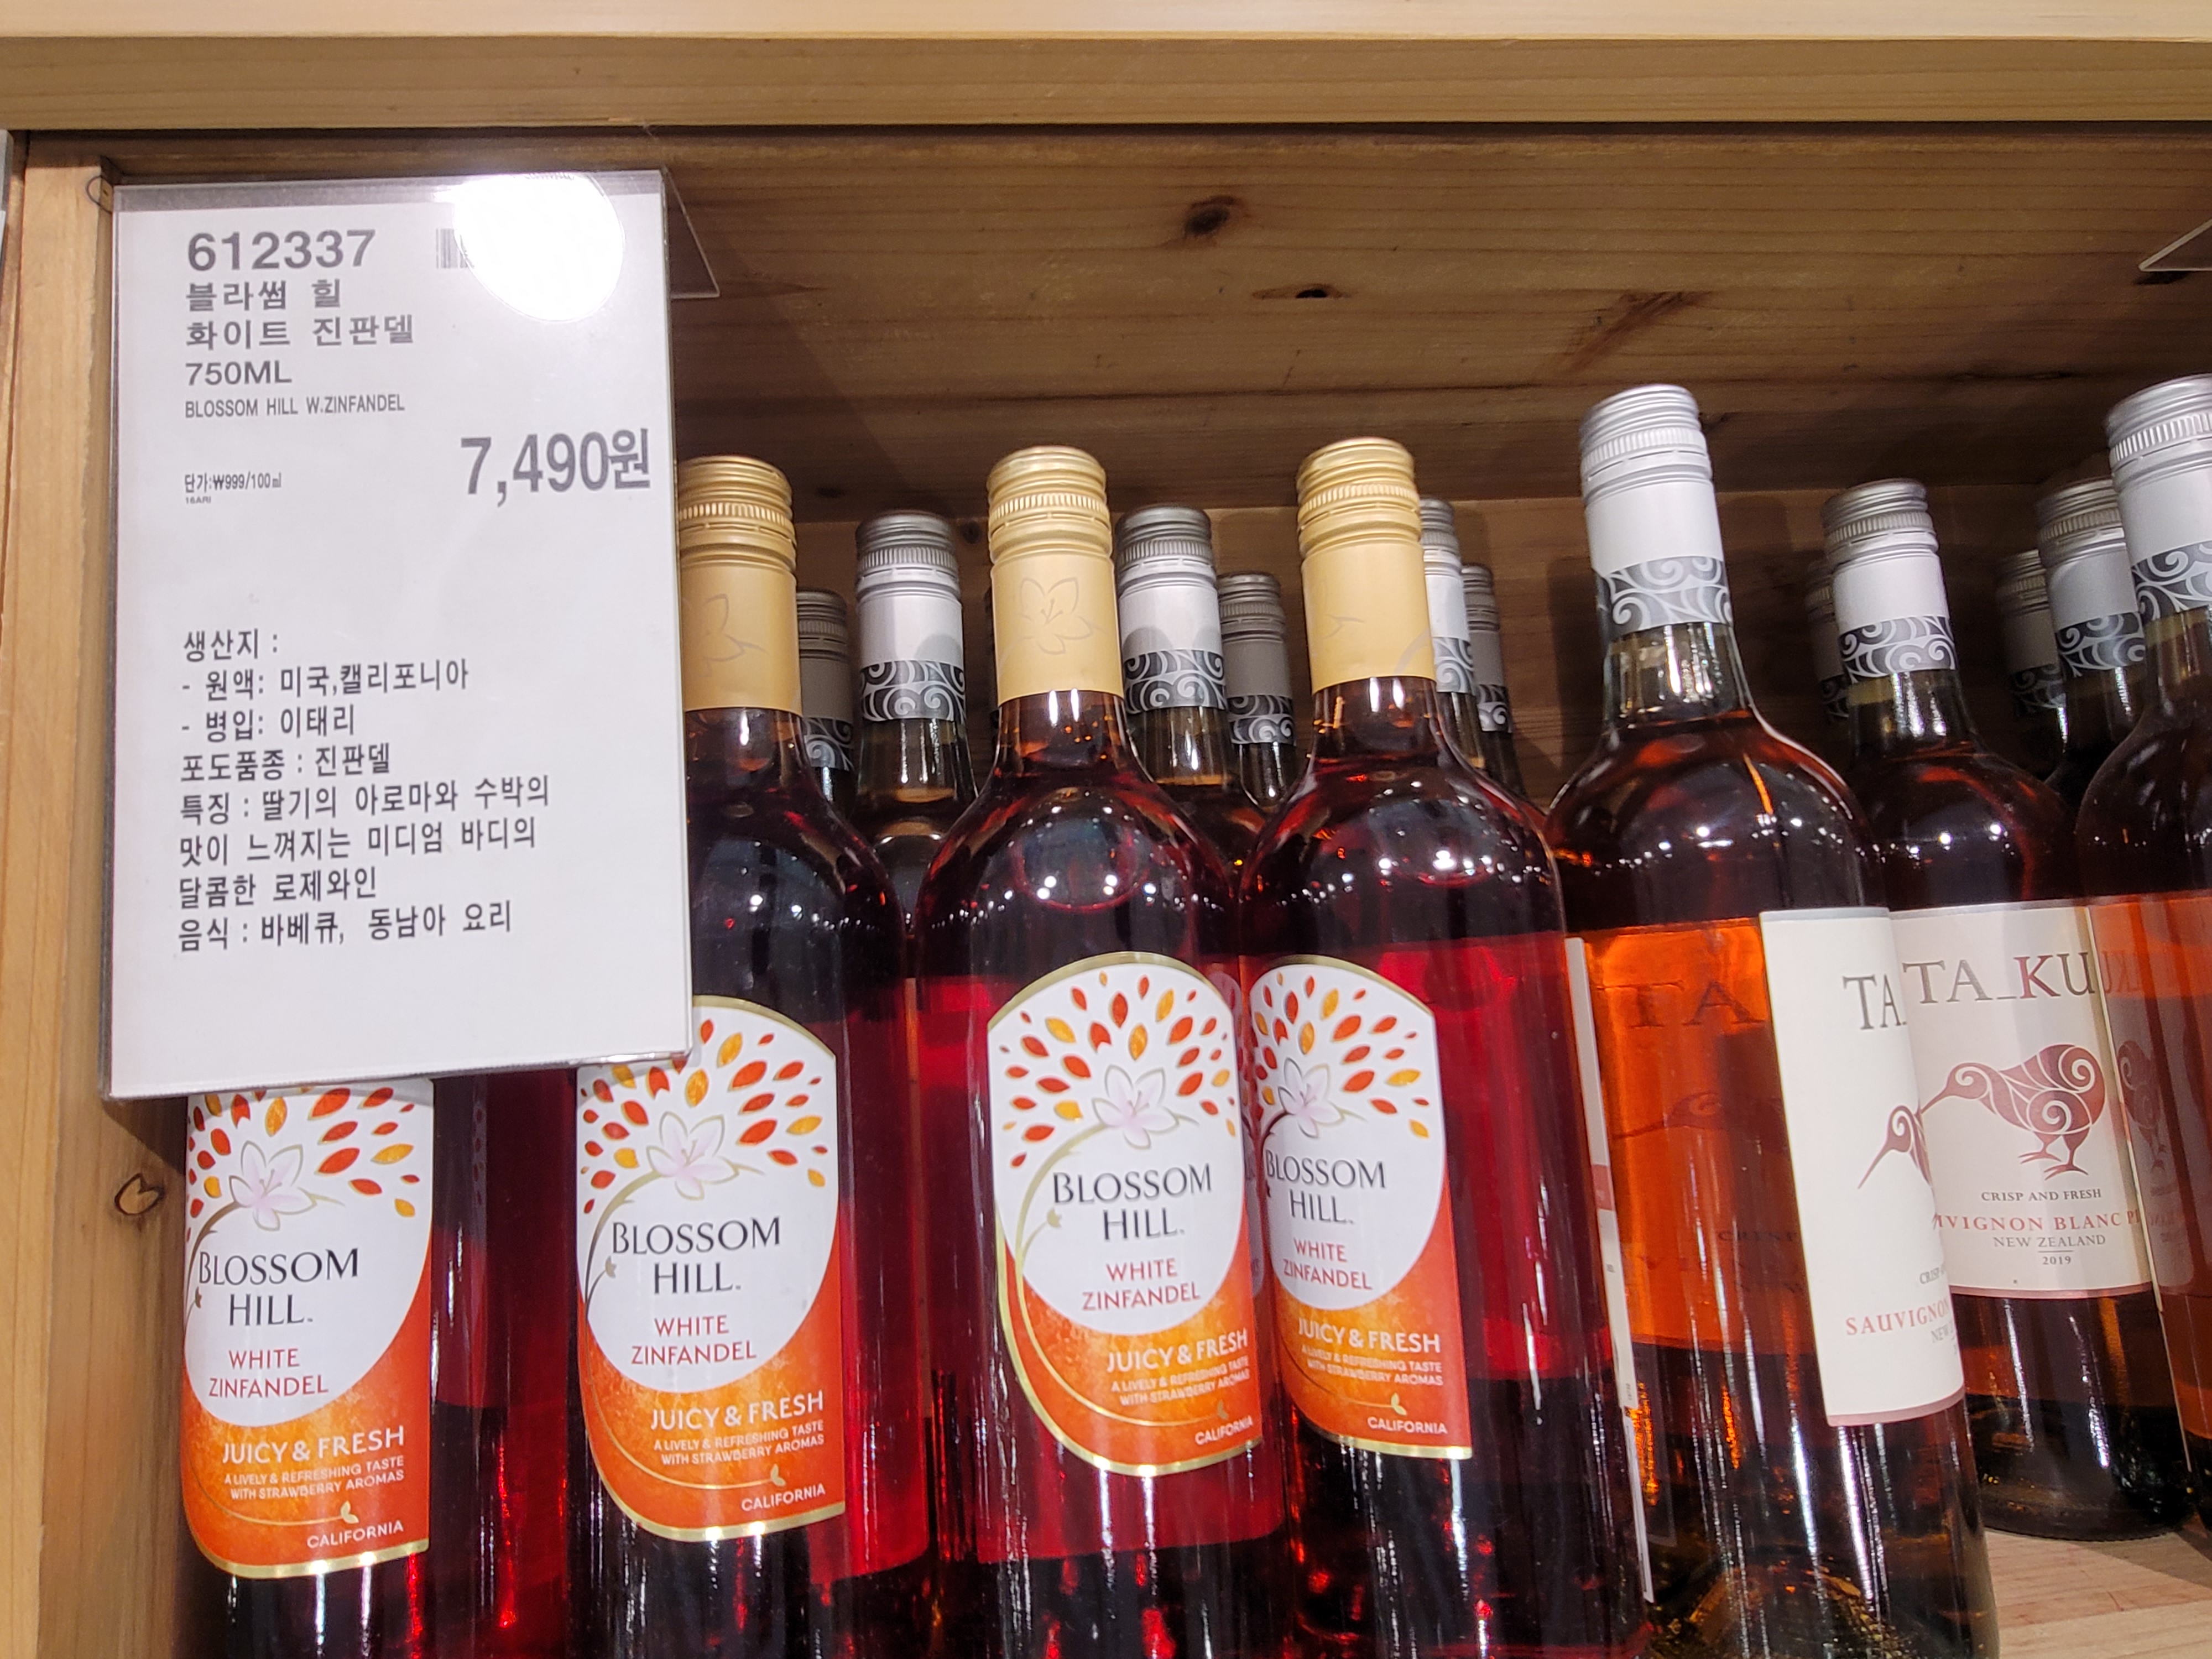 612337
블라썸 힐
화이트 진판델
750ML
BLOSSOM HILL W.ZINFANDEL
7,490원
단가:₩999/100㎖
생산지 :
- 원액: 미국,캘리포니아
- 병입: 이태리
포도품종 : 진판델
특징 : 딸기의 아로마와 수박의
맛이 느껴지는 미디엄 바디의
달콤한 로제와인
음식 : 바베큐, 동남아 요리
BLOSSOM
HILL
WHITE
ZINFANDEL
JUICY & FRESH
A LIVELY & REFRESHING TASTE
WITH STRAWBERRY AROMAS
CALIFORNIA
BLOSSOM
HILL
WHITE
ZINFANDEL
JUICY & FRESH
A LIVELY & REFRESHING TASTE
WITH STRAWBERRY AROMAS
CALIFORNIA
BLOSSOM
HILL
WHITE
ZINFANDEL
JUICY & FRESH
A LIVELY & REFRESHING TASTE
WITH STRAWBERRY AROMAS
CALIFORNIA
BLOSSOM
HILL
WHITE
ZINFANDEL
JUICY & FRESH
A LIVELY & REFRESHING TASTE
WITH STRAWBERRY AROMAS
CALIFORNIA
TA_
SAUVIGNON
TA_KU
CRISP AND FRESH
BLANC
NEW ZEALAND
2019